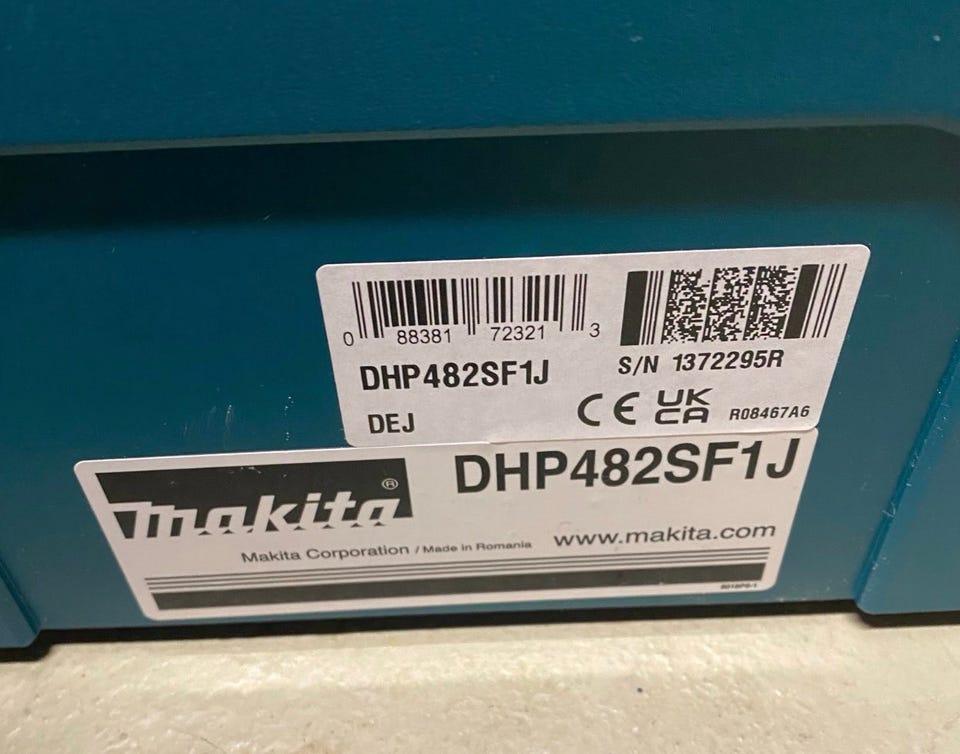 0 88381 72321 3
DHP482SF1J
S/N 1372295R
DEJ
CE UK CA R08467A6
makita®
DHP482SF1J
Makita Corporation / Made in Romania
www.makita.com